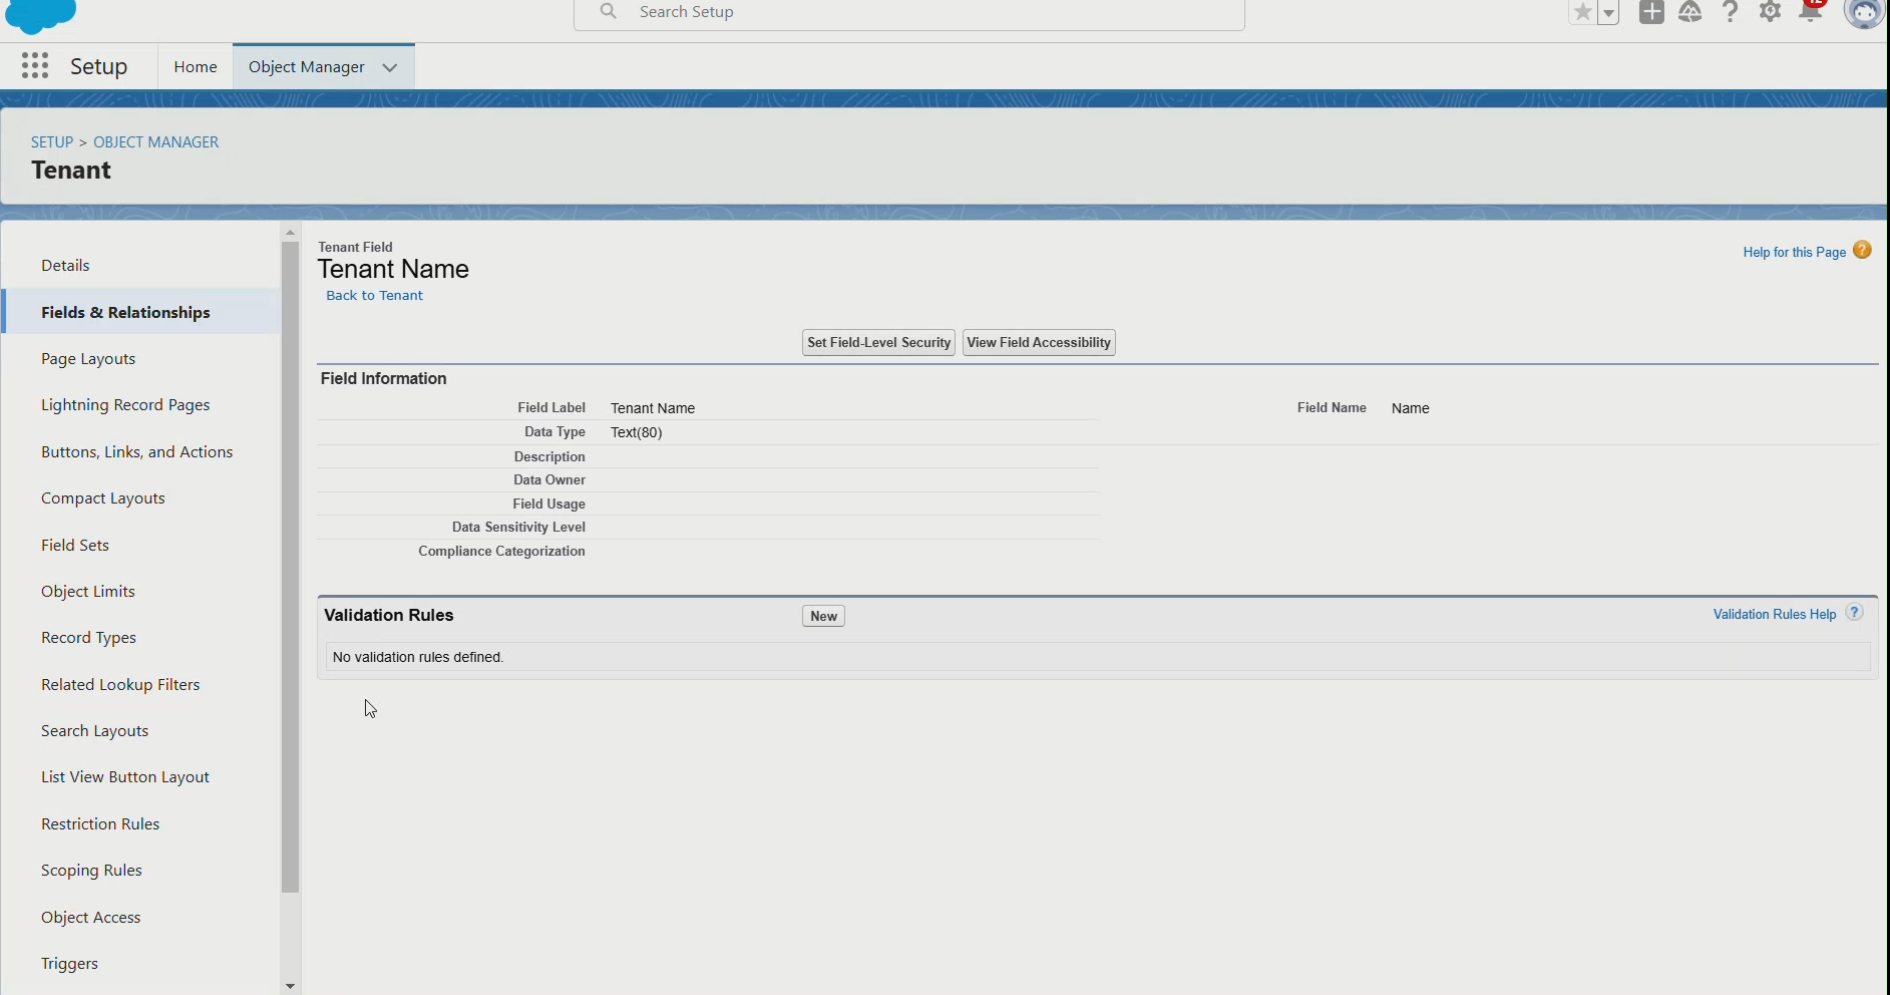 Search Setup
Setup
Home
Object Manager
SETUP > OBJECT MANAGER
Tenant
Details
Fields & Relationships
Page Layouts
Lightning Record Pages
Buttons, Links, and Actions
Compact Layouts
Field Sets
Object Limits
Record Types
Related Lookup Filters
Search Layouts
List View Button Layout
Restriction Rules
Scoping Rules
Object Access
Triggers
Tenant Field
Tenant Name
Back to Tenant
Help for this Page ?
Set Field-Level Security
View Field Accessibility
Field Information
Field Label Tenant Name
Field Name Name
Data Type Text(80)
Description
Data Owner
Field Usage
Data Sensitivity Level
Compliance Categorization
Validation Rules
New
Validation Rules Help ?
No validation rules defined.